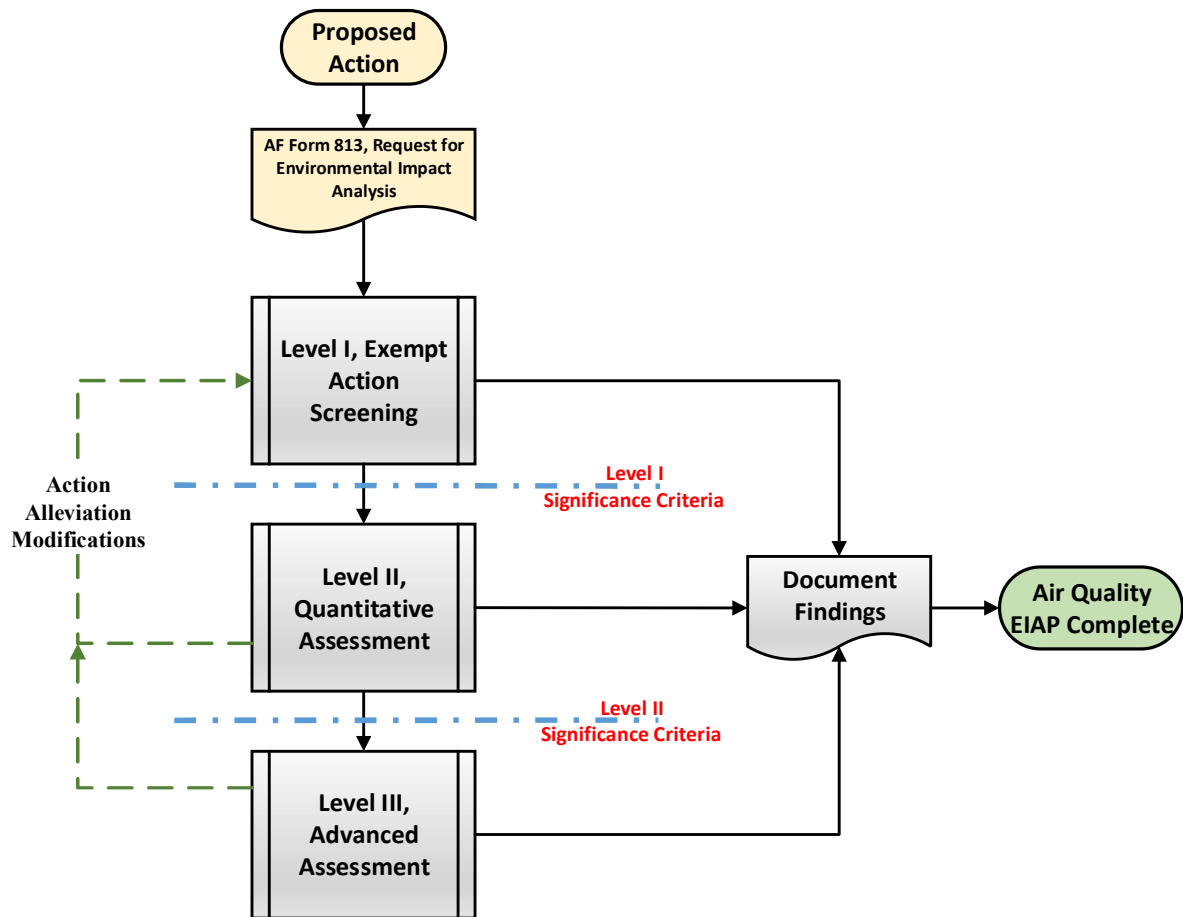 Proposed
Action
AF Form 813, Request for
Environmental Impact
Analysis
Level I, Exempt
Action
Screening
Level I
Significance Criteria
Action
Alleviation
Modifications
Level II,
Quantitative
Assessment
Document
Findings
Air Quality
EIAP Complete
Level II
Significance Criteria
Level III,
Advanced
Assessment